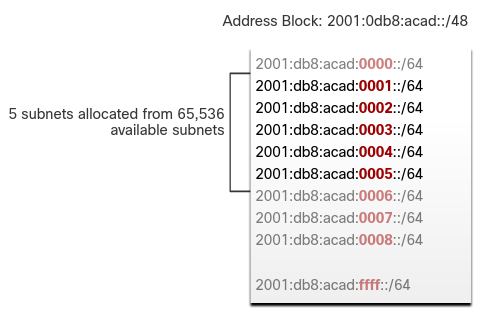 Address Block: 2001:0db8:acad::/48
2001:db8:acad:0000::/64
2001:db8:acad:0001::/64
5 subnets allocated from 65,536
available subnets
2001:db8:acad:0002::/64
2001:db8:acad:0003::/64
2001:db8:acad:0004::/64
2001:db8:acad:0005::/64
2001:db8:acad:0006::/64
2001:db8:acad:0007::/64
2001:db8:acad:0008::/64
2001:db8:acad:ffff::/64